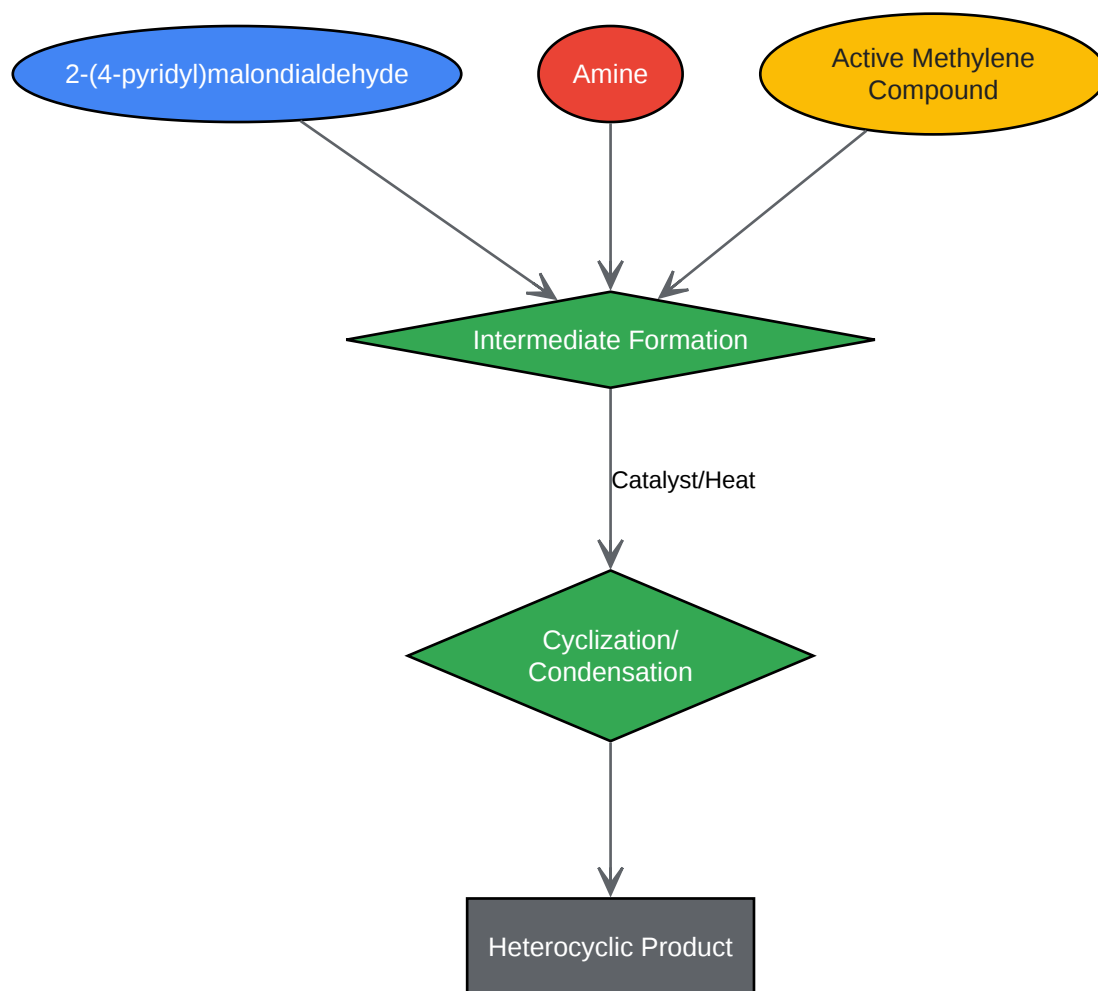 2-(4-pyridyl)malondialdehyde
Amine
Active Methylene
Compound
Intermediate Formation
Catalyst/Heat
Cyclization/
Condensation
Heterocyclic Product